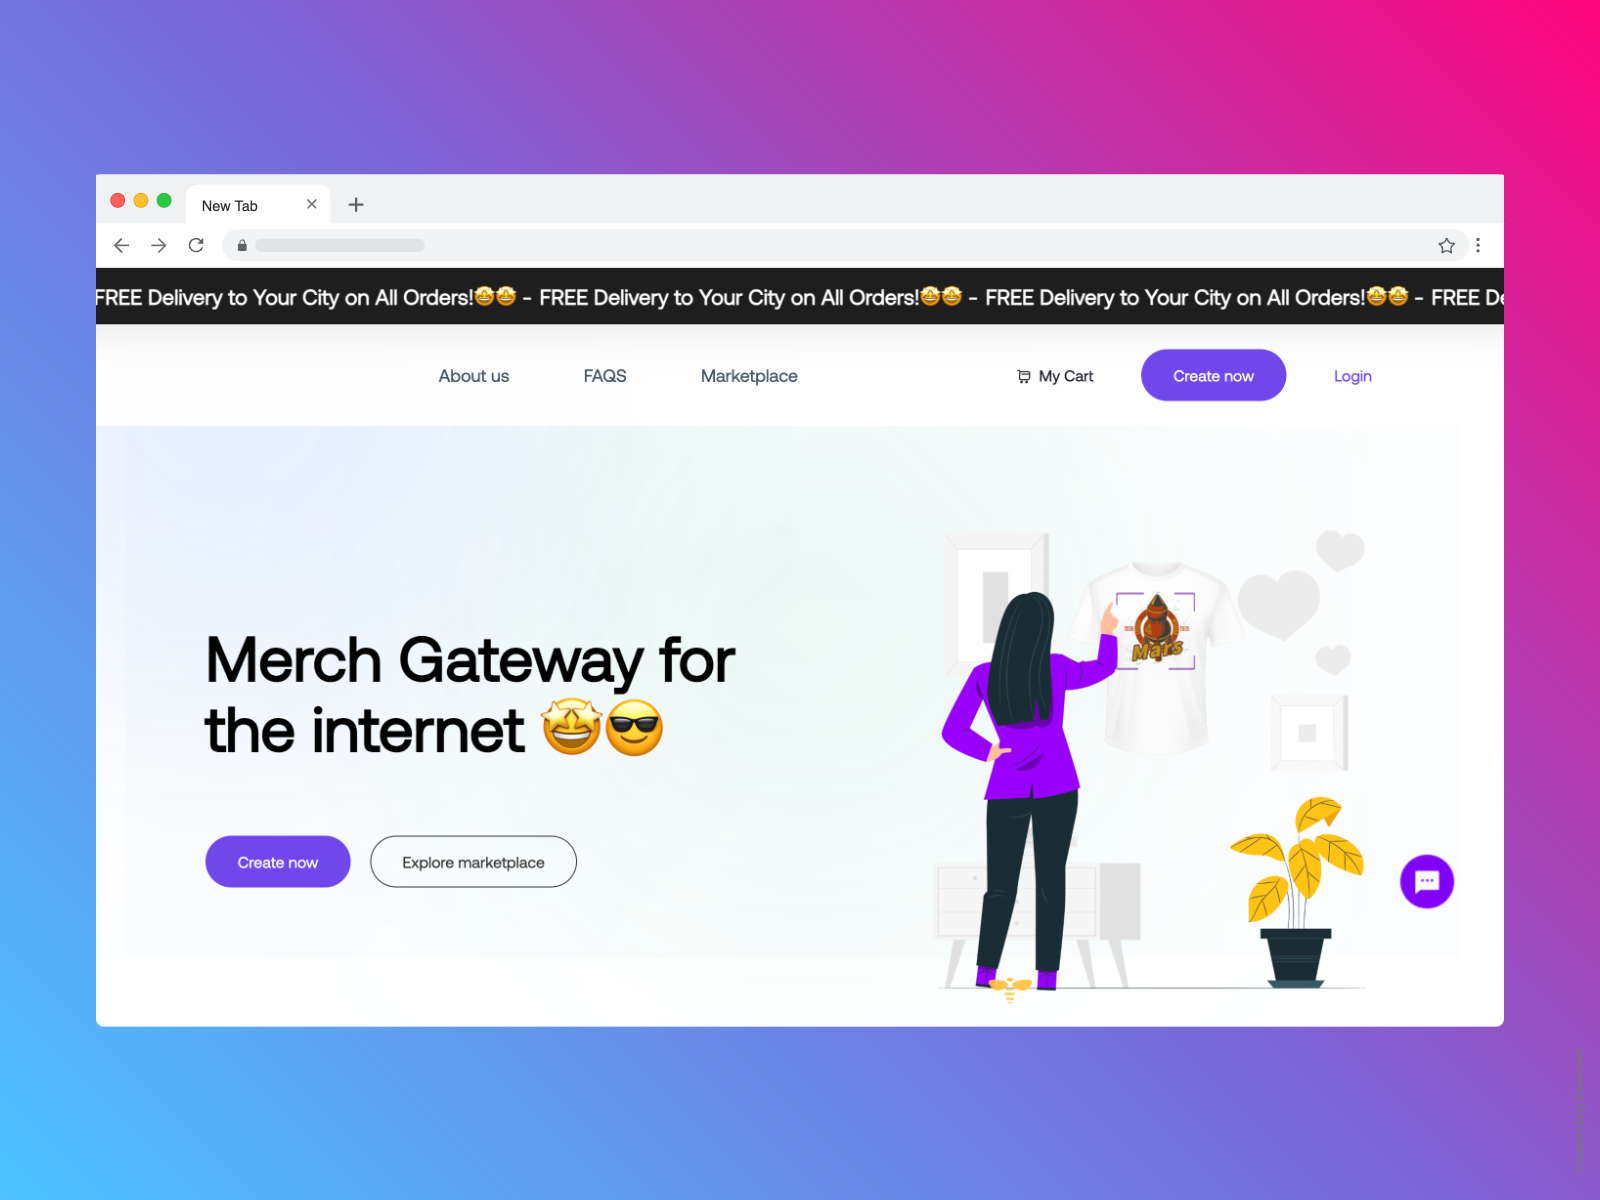 New Tab
FREE Delivery to Your City on All Orders!🤩🤩 - FREE Delivery to Your City on All Orders!🤩🤩 - FREE Delivery to Your City on All Orders!🤩🤩 - FREE De
About us
FAQS
Marketplace
My Cart
Create now
Login
Merch Gateway for
the internet 🤩😎
Create now
Explore marketplace
Mars